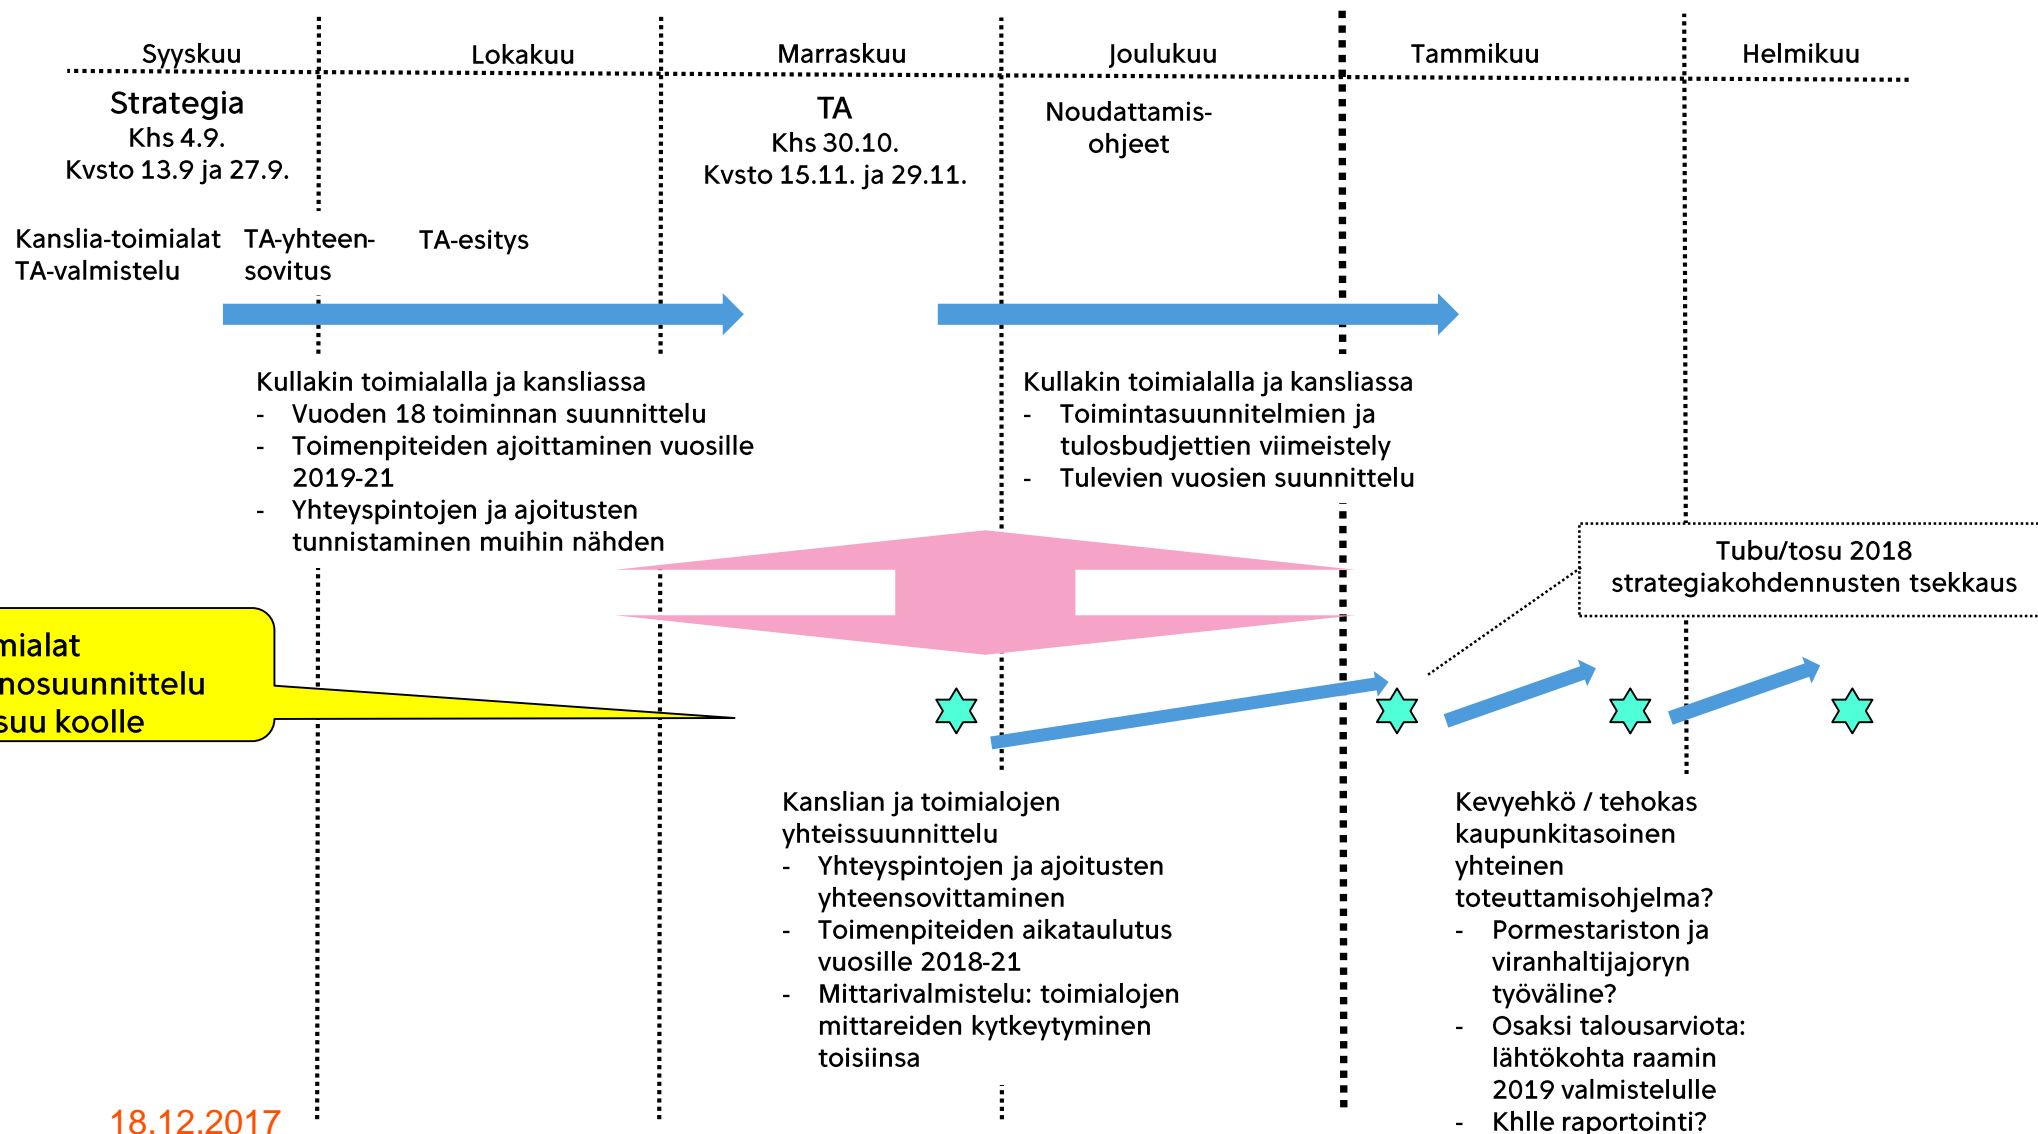 Syyskuu
Lokakuu
Marraskuu
Joulukuu
Tammikuu
Helmikuu
Strategia
Khs 4.9.
Kvsto 13.9 ja 27.9.
TA
Khs 30.10.
Kvsto 15.11. ja 29.11.
Noudattamis-
ohjeet
Kanslia-toimialat
TA-valmistelu
TA-yhteen-
sovitus
TA-esitys
Kullakin toimialalla ja kansliassa
- Vuoden 18 toiminnan suunnittelu
- Toimenpiteiden ajoittaminen vuosille
2019-21
- Yhteyspintojen ja ajoitusten
tunnistaminen muihin nähden
Kullakin toimialalla ja kansliassa
- Toimintasuunnitelmien ja
tulosbudjettien viimeistely
- Tulevien vuosien suunnittelu
Tubu/tosu 2018
strategiakohdennusten tsekkaus
mialat
nosuunnittelu
suu koolle
Kanslian ja toimialojen
yhteissuunnittelu
- Yhteyspintojen ja ajoitusten
yhteensovittaminen
- Toimenpiteiden aikataulutus
vuosille 2018-21
- Mittarivalmistelu: toimialojen
mittareiden kytkeytyminen
toisiinsa
Kevyehkö / tehokas
kaupunkitasoinen
yhteinen
toteuttamisohjelma?
- Pormestariston ja
viranhaltijajoryn
työväline?
- Osaksi talousarviota:
lähtökohta raamin
2019 valmistelulle
- Khlle raportointi?
18.12.2017